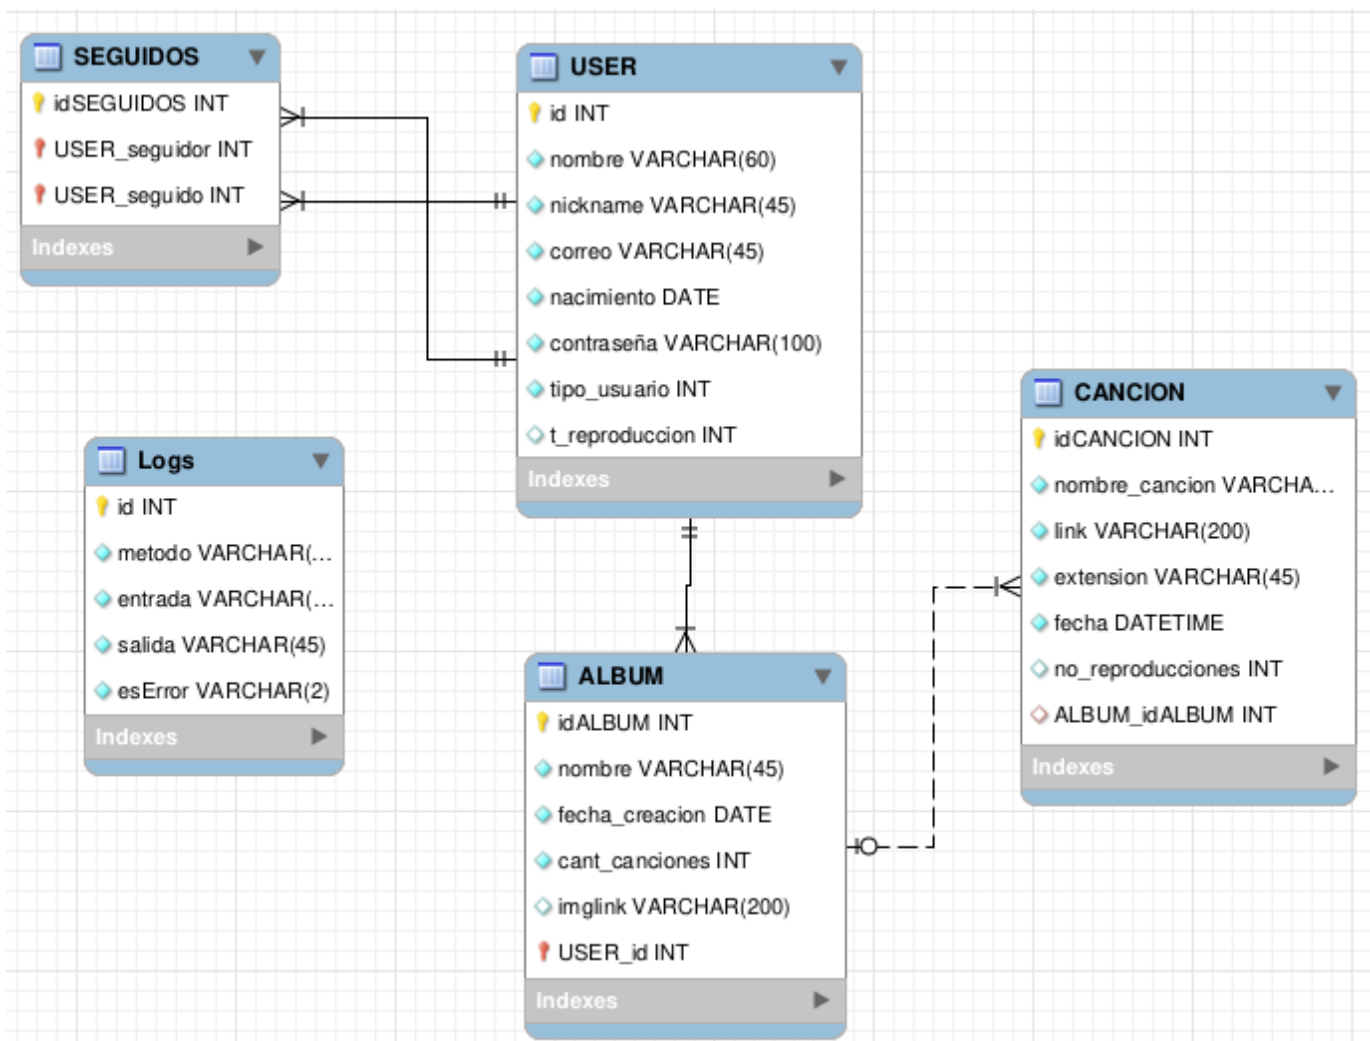 SEGUIDOS
idSEGUIDOS INT
USER_seguidor INT
USER_seguido INT
Indexes
USER
id INT
nombre VARCHAR(60)
nickname VARCHAR(45)
correo VARCHAR(45)
nacimiento DATE
contraseña VARCHAR(100)
tipo_usuario INT
t_reproduccion INT
Indexes
Logs
id INT
metodo VARCHAR(...
entrada VARCHAR(...
salida VARCHAR(45)
esError VARCHAR(2)
Indexes
CANCION
idCANCION INT
nombre_cancion VARCHA...
link VARCHAR(200)
extension VARCHAR(45)
fecha DATETIME
no_reproducciones INT
ALBUM_idALBUM INT
Indexes
ALBUM
idALBUM INT
nombre VARCHAR(45)
fecha_creacion DATE
cant_canciones INT
imglink VARCHAR(200)
USER_id INT
Indexes